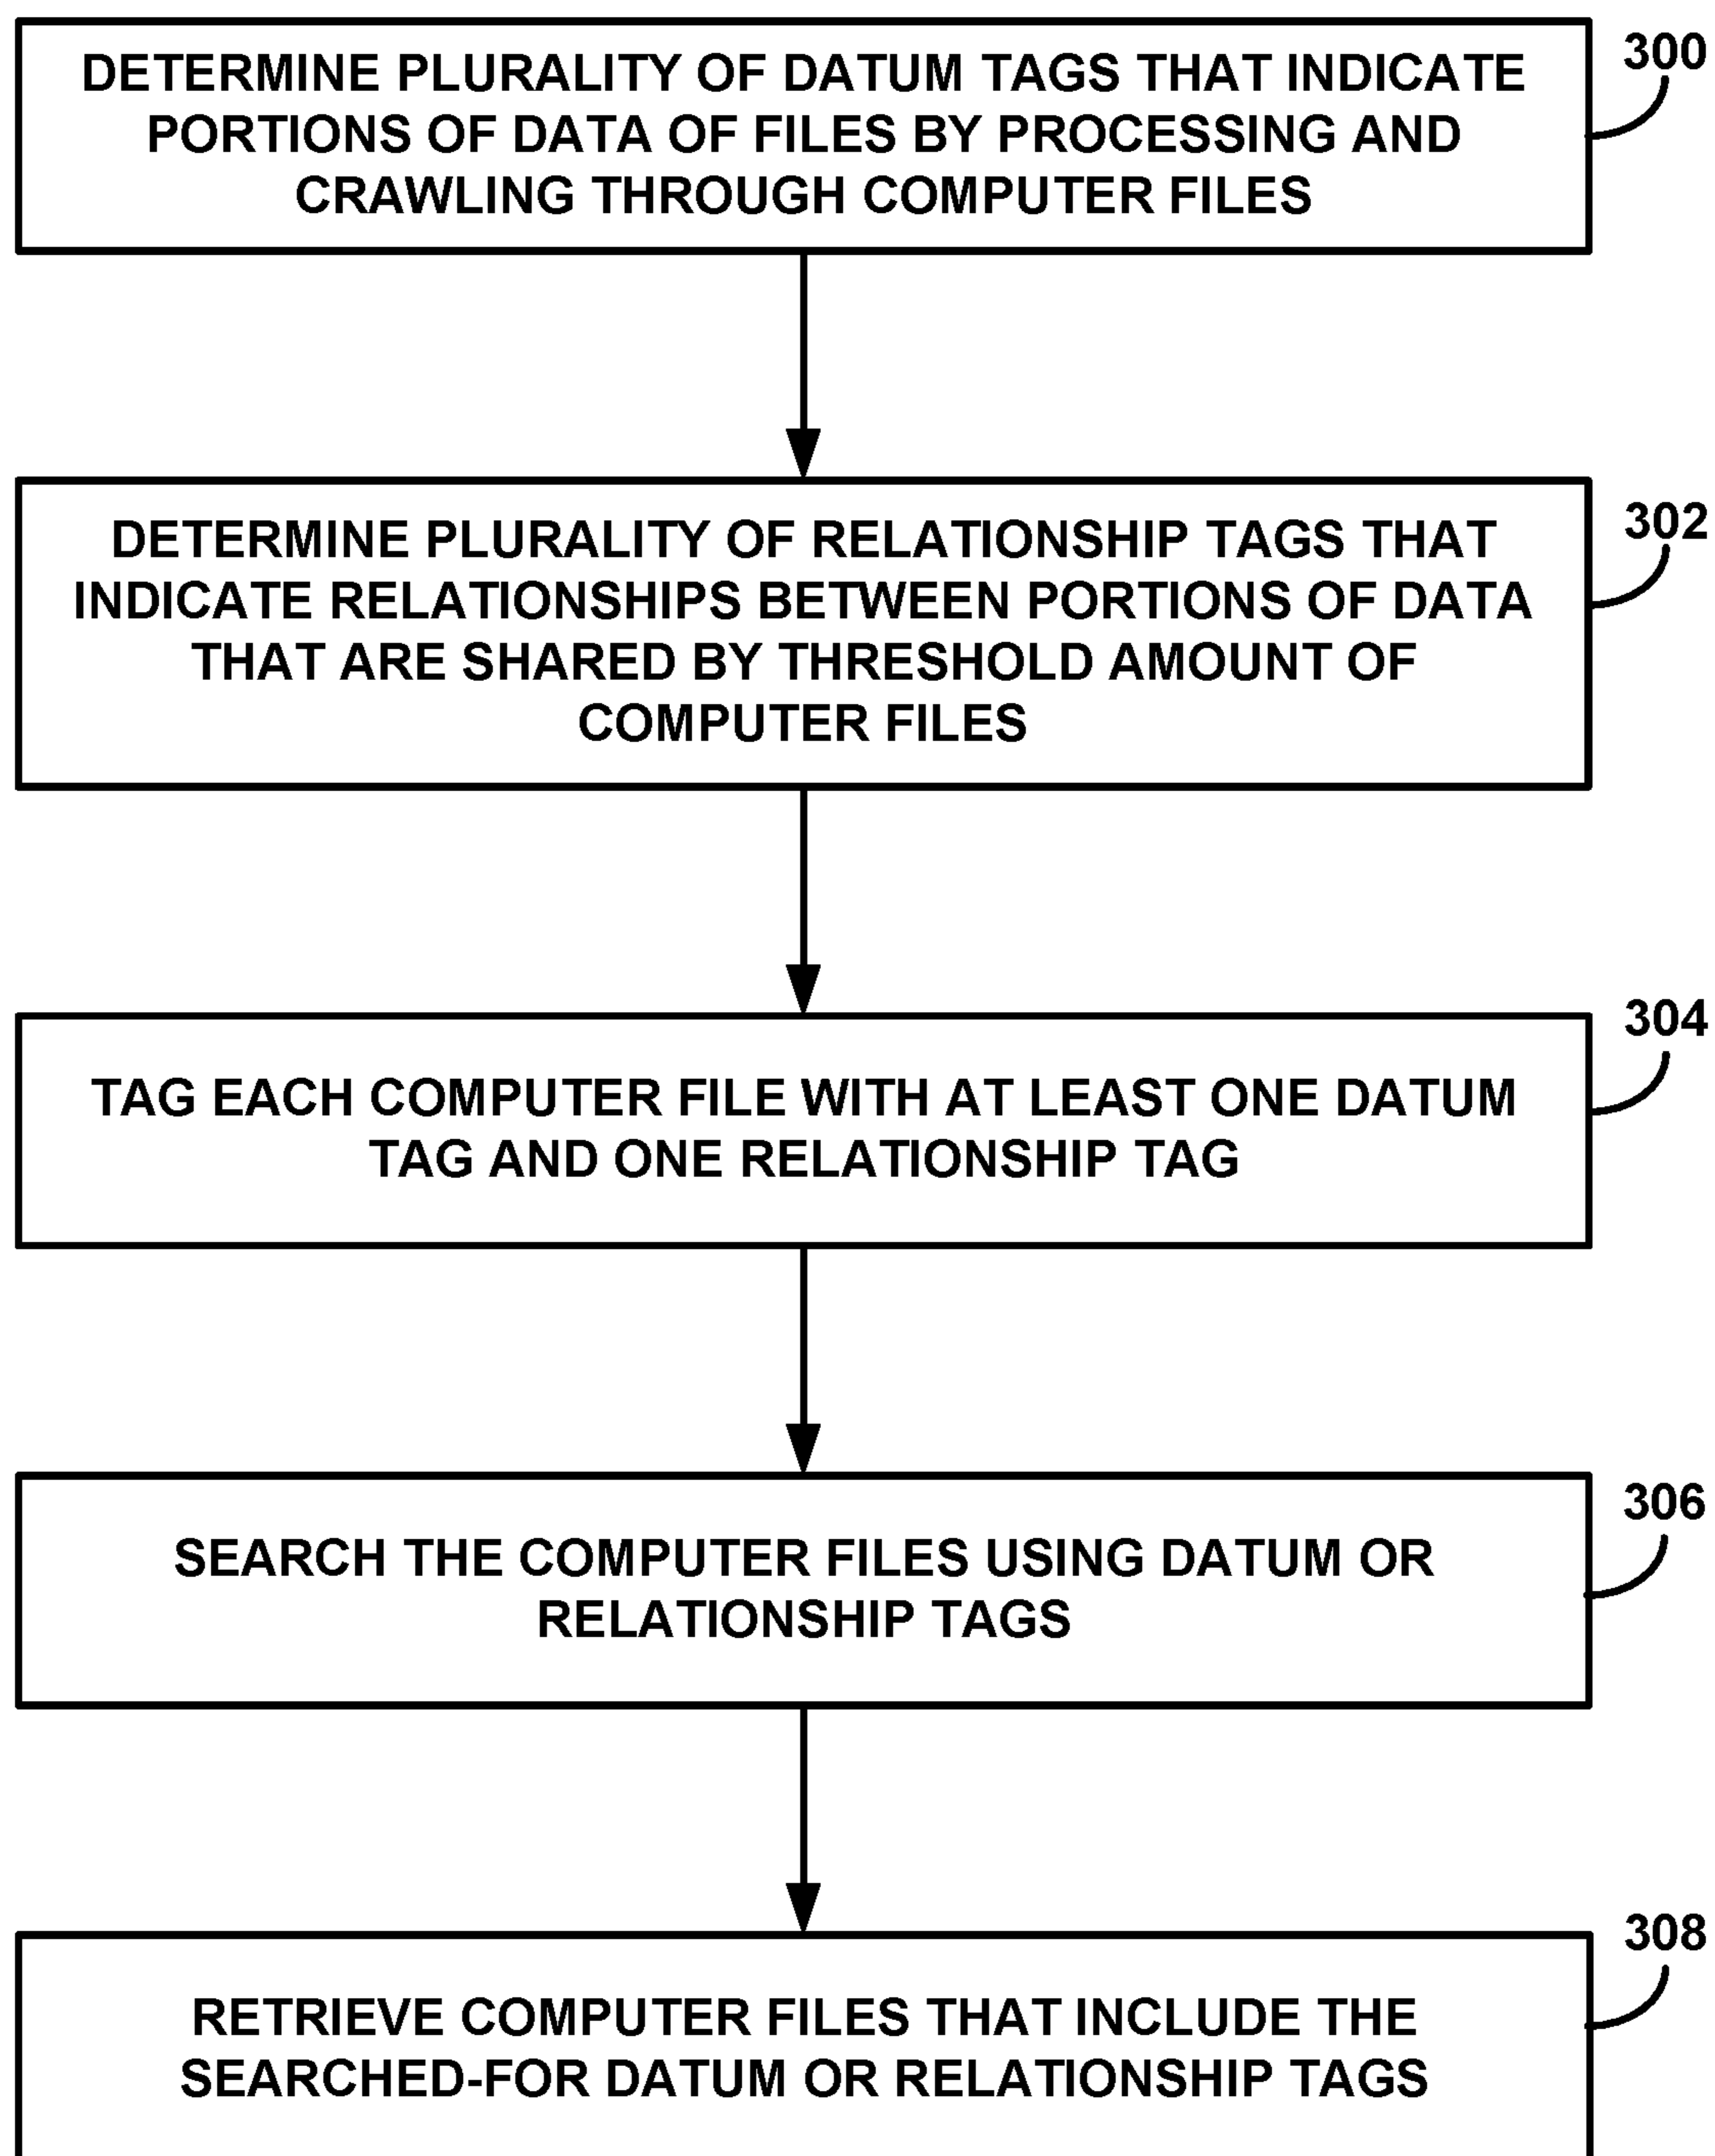 DETERMINE PLURALITY OF DATUM TAGS THAT INDICATE
PORTIONS OF DATA OF FILES BY PROCESSING AND
CRAWLING THROUGH COMPUTER FILES
300
DETERMINE PLURALITY OF RELATIONSHIP TAGS THAT
INDICATE RELATIONSHIPS BETWEEN PORTIONS OF DATA
THAT ARE SHARED BY THRESHOLD AMOUNT OF
COMPUTER FILES
302
TAG EACH COMPUTER FILE WITH AT LEAST ONE DATUM
TAG AND ONE RELATIONSHIP TAG
304
SEARCH THE COMPUTER FILES USING DATUM OR
RELATIONSHIP TAGS
306
RETRIEVE COMPUTER FILES THAT INCLUDE THE
SEARCHED-FOR DATUM OR RELATIONSHIP TAGS
308